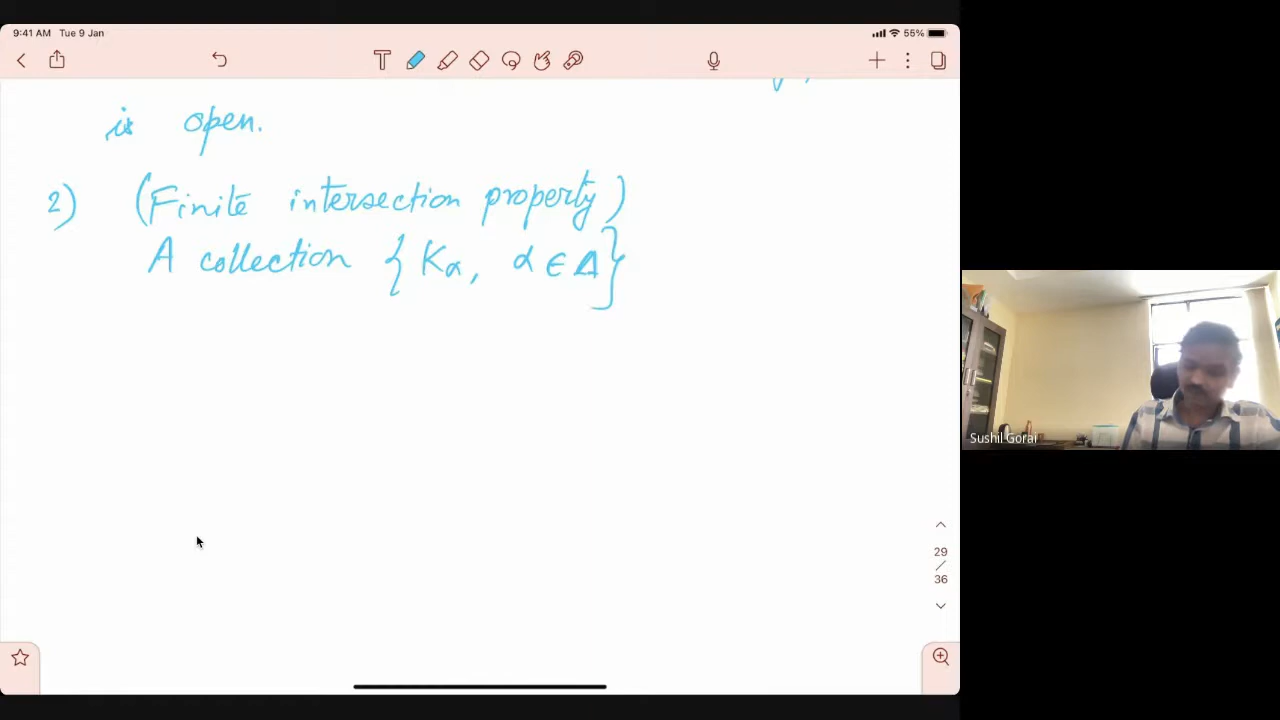 9:41 AM Tue 9 Jan
55%
is open.
2) (Finite intersection property)
A collection { Kα, α ∈ Δ}
Sushil Gorai
29
/
36